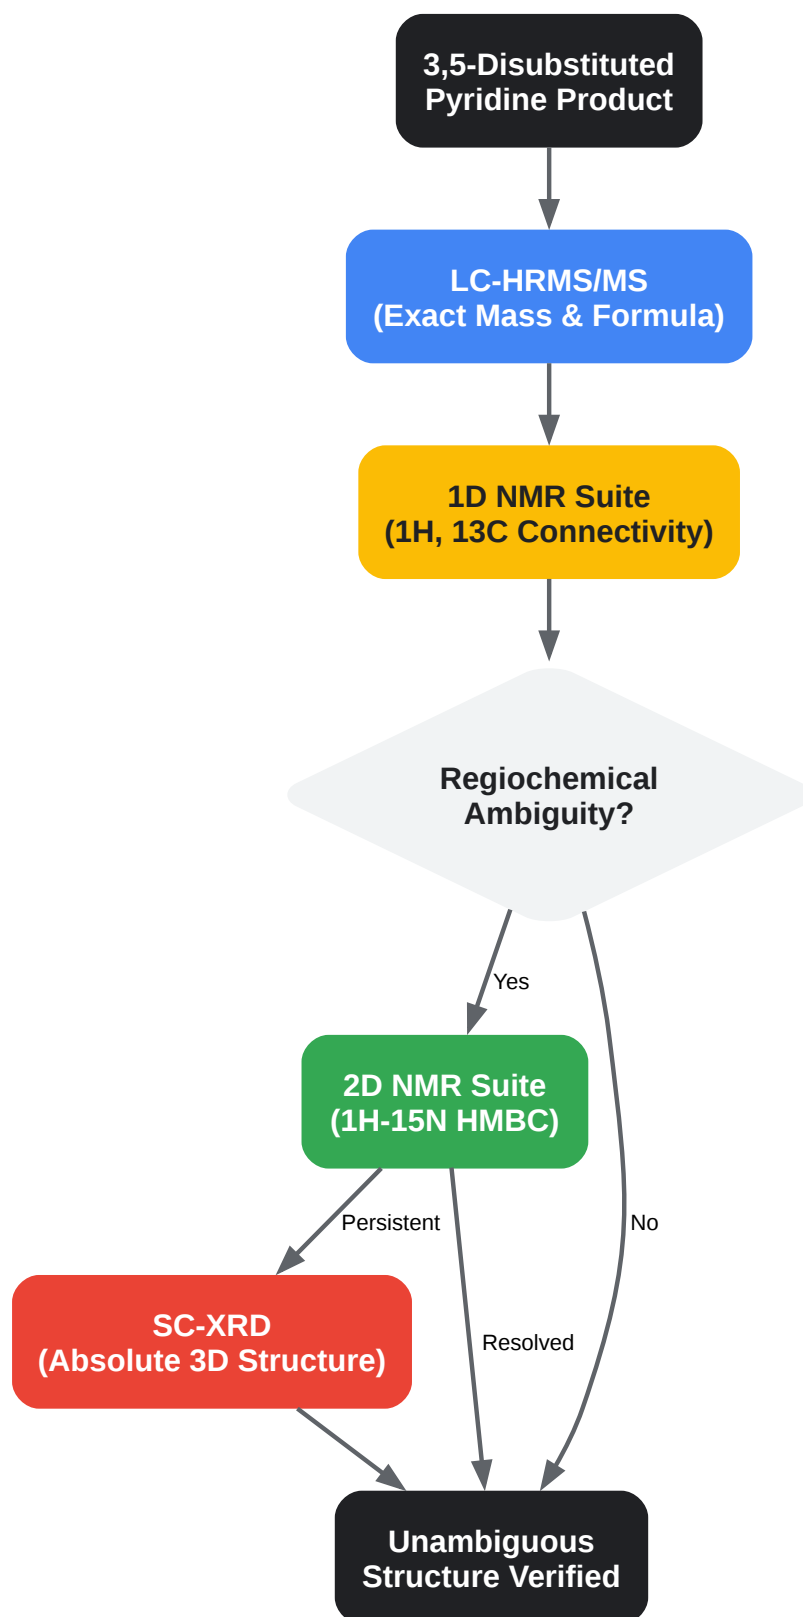 3,5-Disubstituted
Pyridine Product
LC-HRMS/MS
(Exact Mass & Formula)
1D NMR Suite
(1H, 13C Connectivity)
Regiochemical
Ambiguity?
Yes
2D NMR Suite
(1H-15N HMBC)
Persistent
No
SC-XRD
(Absolute 3D Structure)
Resolved
Unambiguous
Structure Verified